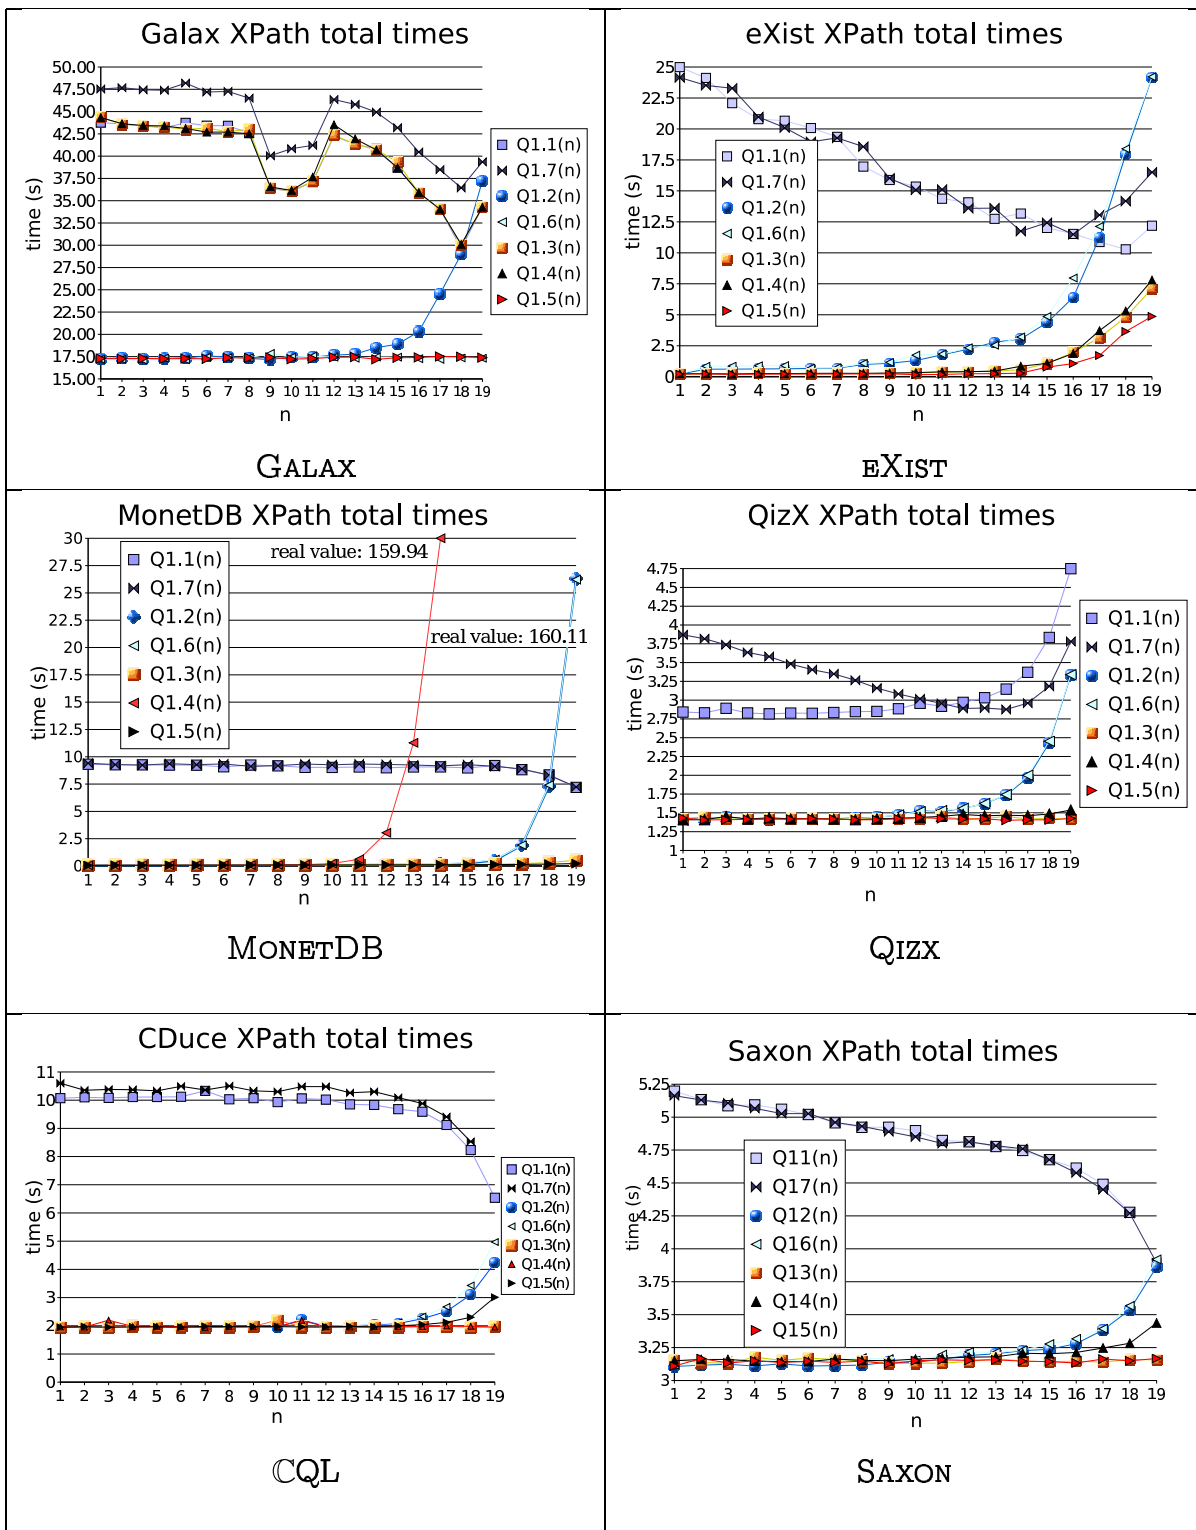 Galax XPath total times
50.00
47.50
45.00
42.50
40.00
37.50
35.00
32.50
30.00
27.50
25.00
22.50
20.00
17.50
15.00
time (s)
1 2 3 4 5 6 7 8 9 10 11 12 13 14 15 16 17 18 19
n
Q1.1(n)
Q1.7(n)
Q1.2(n)
Q1.6(n)
Q1.3(n)
Q1.4(n)
Q1.5(n)
GALAX
eXist XPath total times
25
22.5
20
17.5
15
12.5
10
7.5
5
2.5
0
time (s)
1 2 3 4 5 6 7 8 9 10 11 12 13 14 15 16 17 18 19
n
Q1.1(n)
Q1.7(n)
Q1.2(n)
Q1.6(n)
Q1.3(n)
Q1.4(n)
Q1.5(n)
EXIST
MonetDB XPath total times
30
27.5
25
22.5
20
17.5
15
12.5
10
7.5
5
2.5
0
time (s)
real value: 159.94
real value: 160.11
Q1.1(n)
Q1.7(n)
Q1.2(n)
Q1.6(n)
Q1.3(n)
Q1.4(n)
Q1.5(n)
1 2 3 4 5 6 7 8 9 10 11 12 13 14 15 16 17 18 19
n
MONETDB
QizX XPath total times
4.75
4.5
4.25
4
3.75
3.5
3.25
3
2.75
2.5
2.25
2
1.75
1.5
1.25
1
time (s)
1 2 3 4 5 6 7 8 9 10 11 12 13 14 15 16 17 18 19
n
Q1.1(n)
Q1.7(n)
Q1.2(n)
Q1.6(n)
Q1.3(n)
Q1.4(n)
Q1.5(n)
QIZX
CDuce XPath total times
11
10
9
8
7
6
5
4
3
2
1
0
time (s)
1 2 3 4 5 6 7 8 9 10 11 12 13 14 15 16 17 18 19
n
Q1.1(n)
Q1.7(n)
Q1.2(n)
Q1.6(n)
Q1.3(n)
Q1.4(n)
Q1.5(n)
ℂQL
Saxon XPath total times
5.25
5
4.75
4.5
4.25
4
3.75
3.5
3.25
3
time (s)
1 2 3 4 5 6 7 8 9 10 11 12 13 14 15 16 17 18 19
n
Q11(n)
Q17(n)
Q12(n)
Q16(n)
Q13(n)
Q14(n)
Q15(n)
SAXON